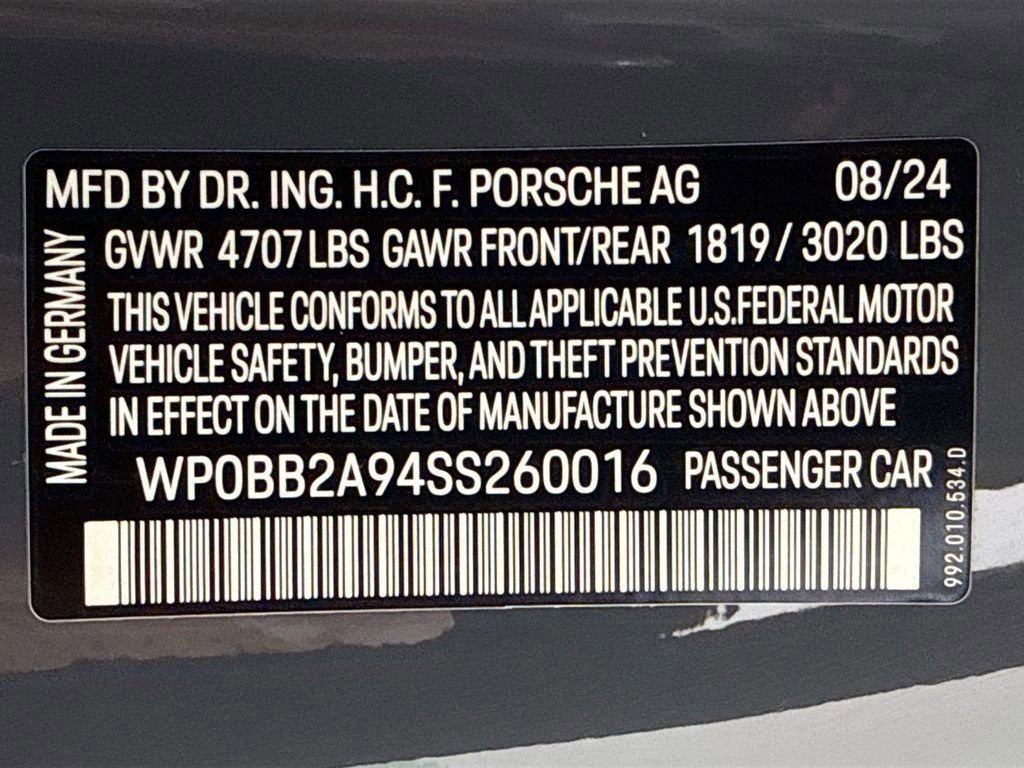 MFD BY DR. ING. H.C. F. PORSCHE AG 08/24
GVWR 4707 LBS GAWR FRONT/REAR 1819 / 3020 LBS
THIS VEHICLE CONFORMS TO ALL APPLICABLE U.S.FEDERAL MOTOR
VEHICLE SAFETY, BUMPER, AND THEFT PREVENTION STANDARDS
IN EFFECT ON THE DATE OF MANUFACTURE SHOWN ABOVE
WP0BB2A94SS260016 PASSENGER CAR
MADE IN GERMANY
992.010.534.D